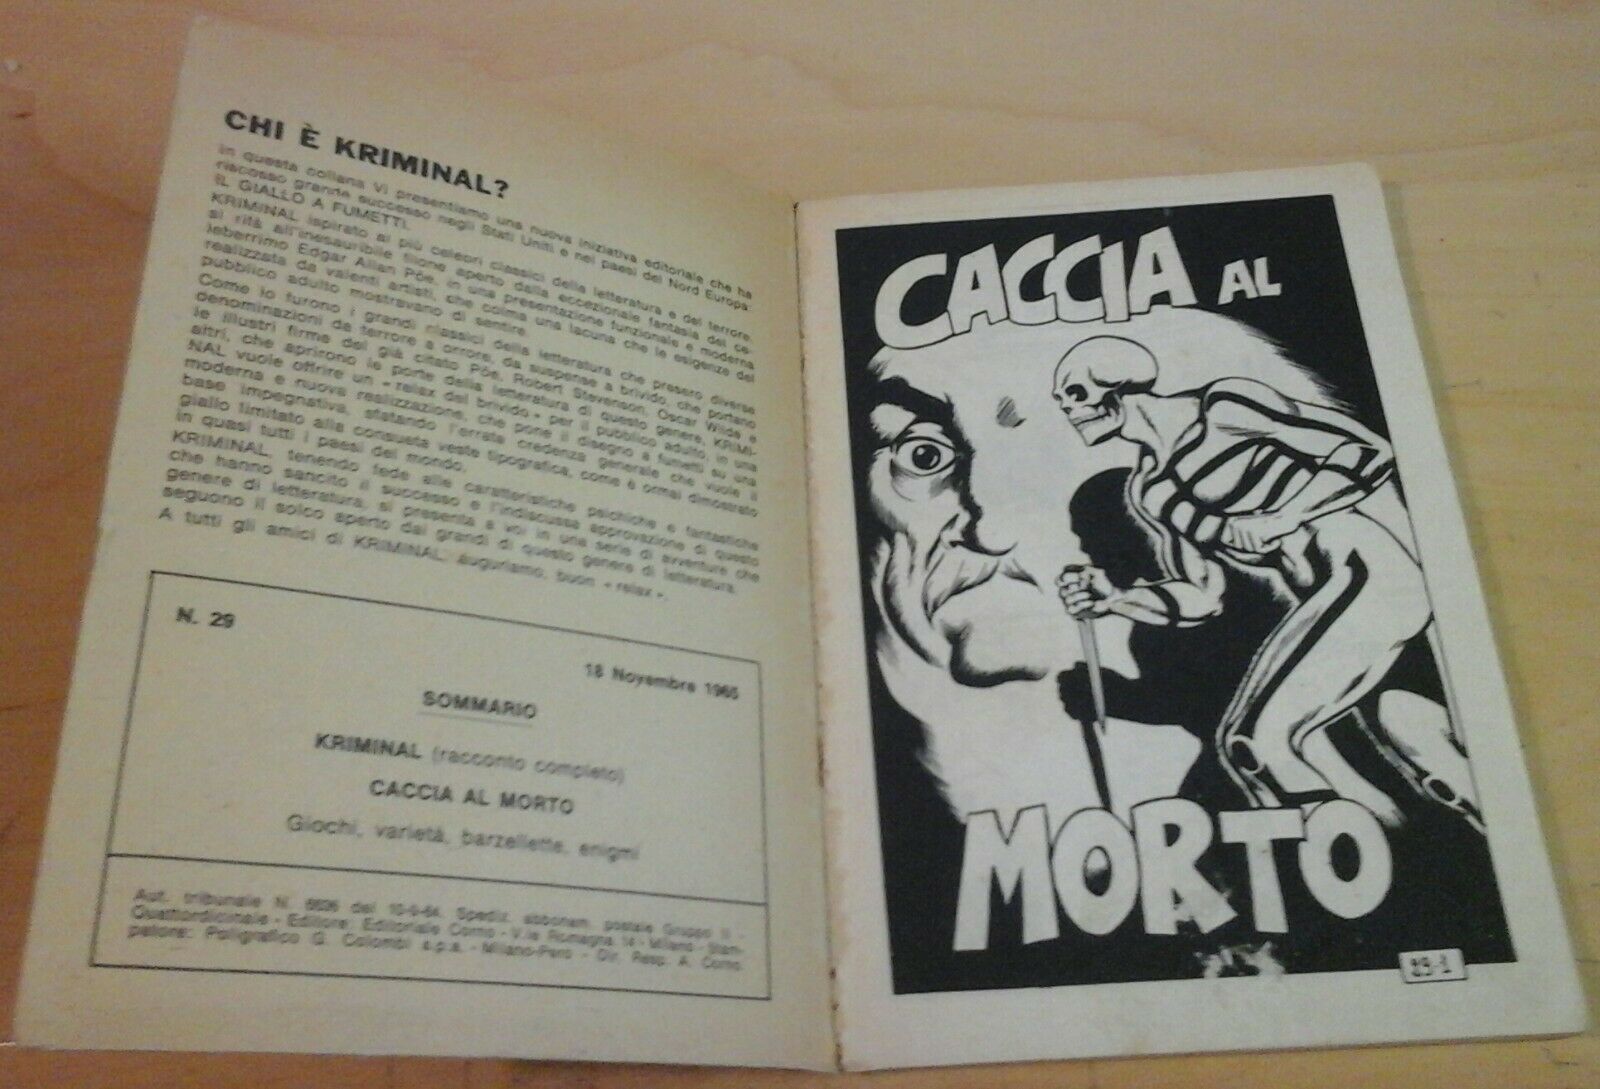 CHI È KRIMINAL?
In questa collana Vi presentiamo una nuova iniziativa editoriale che ha
riscosso grande successo negli Stati Uniti e nei paesi del Nord Europa:
IL GIALLO A FUMETTI.
KRIMINAL ispirato ai più celebri classici della letteratura e del terrore,
si rifà all'inesauribile filone aperto dalla eccezionale fantasia del ce-
leberrimo Edgar Allan Pöe, in una presentazione funzionale e moderna
realizzata da valenti artisti, che colma una lacuna che le esigenze del
pubblico adulto mostravano di sentire.
Come lo furono i grandi classici della letteratura che presero diverse
denominazioni da terrore a orrore, da suspense a brivido, che portano
le illustri firme del già citato Pöe, Robert Stevenson, Oscar Wilde e
altri, che aprirono le porte della letteratura di questo genere, KRIMI-
NAL vuole offrire un « relax del brivido » per il pubblico adulto, in una
moderna e nuova realizzazione, che pone il disegno a fumetti su una
base impegnativa, sfatando l'errata credenza generale che vuole il
giallo limitato alla consueta veste tipografica, come è ormai dimostrato
in quasi tutti i paesi del mondo.
KRIMINAL, tenendo fede alle caratteristiche psichiche e fantastiche
che hanno sancito il successo e l'indiscussa approvazione di questo
genere di letteratura, si presenta a voi in una serie di avventure che
seguono il solco aperto dai grandi di questo genere di letteratura.
A tutti gli amici di KRIMINAL, auguriamo, buon « relax ».
N. 29
18 Novembre 1965
SOMMARIO
KRIMINAL (racconto completo)
CACCIA AL MORTO
Giochi, varietà, barzellette, enigmi
Aut. tribunale N. del Spediz. abbonam. postale Gruppo II -
Quattordicinale - Editore: Editoriale Corno - V.le Romagna, 14 - Milano - Stam-
patore: Poligrafico G. Colombi s.p.a. - Milano-Pero - Dir. Resp. A. Corno
CACCIA AL
MORTO
29-1